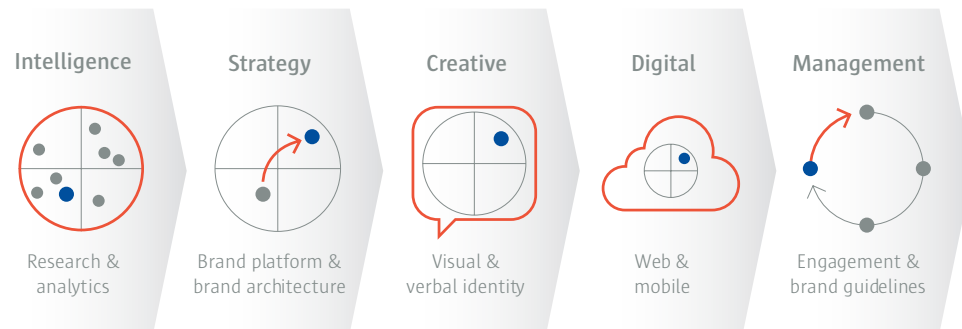 Intelligence
Research &
analytics
Strategy
Brand platform &
brand architecture
Creative
Visual &
verbal identity
Digital
Web &
mobile
Management
Engagement &
brand guidelines